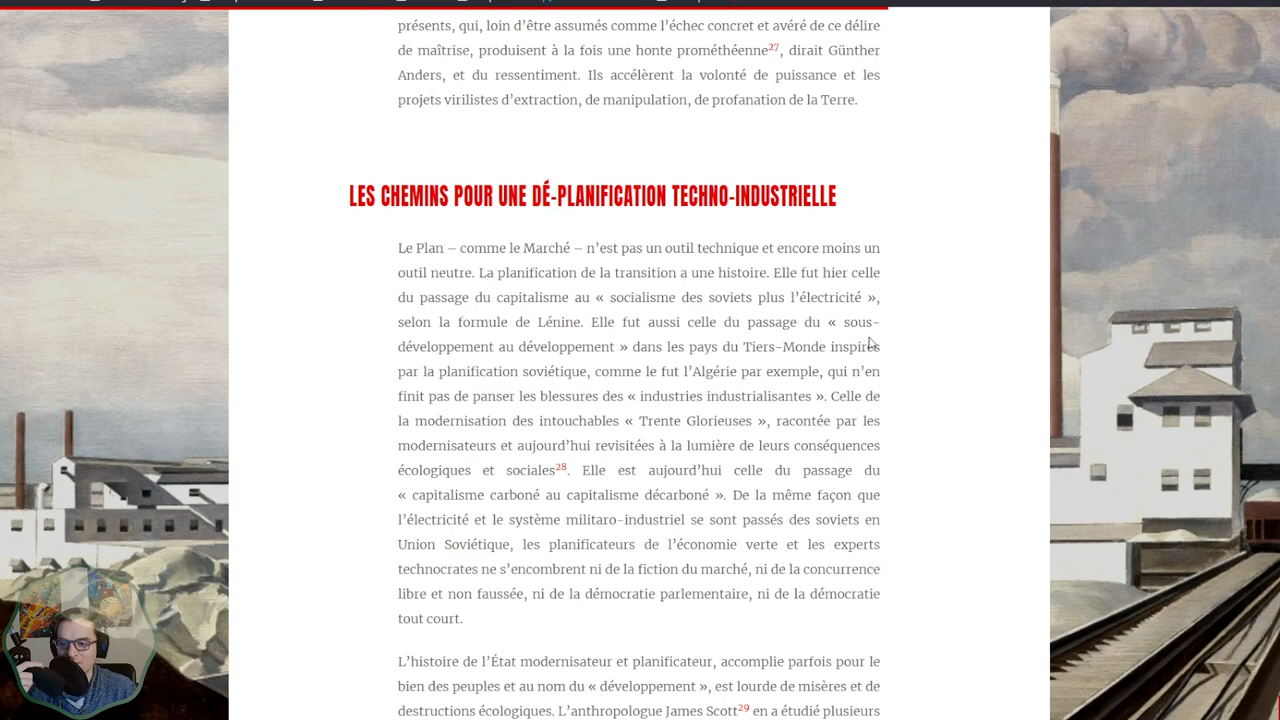 présents, qui, loin d’être assumés comme l’échec concret et avéré de ce délire
de maîtrise, produisent à la fois une honte prométhéenne27, dirait Günther
Anders, et du ressentiment. Ils accélèrent la volonté de puissance et les
projets virilistes d’extraction, de manipulation, de profanation de la Terre.
LES CHEMINS POUR UNE DÉ-PLANIFICATION TECHNO-INDUSTRIELLE
Le Plan – comme le Marché – n’est pas un outil technique et encore moins un
outil neutre. La planification de la transition a une histoire. Elle fut hier celle
du passage du capitalisme au « socialisme des soviets plus l’électricité »,
selon la formule de Lénine. Elle fut aussi celle du passage du « sous-
développement au développement » dans les pays du Tiers-Monde inspirés
par la planification soviétique, comme le fut l’Algérie par exemple, qui n’en
finit pas de panser les blessures des « industries industrialisantes ». Celle de
la modernisation des intouchables « Trente Glorieuses », racontée par les
modernisateurs et aujourd’hui revisitées à la lumière de leurs conséquences
écologiques et sociales28. Elle est aujourd’hui celle du passage du
« capitalisme carboné au capitalisme décarboné ». De la même façon que
l’électricité et le système militaro-industriel se sont passés des soviets en
Union Soviétique, les planificateurs de l’économie verte et les experts
technocrates ne s’encombrent ni de la fiction du marché, ni de la concurrence
libre et non faussée, ni de la démocratie parlementaire, ni de la démocratie
tout court.
L’histoire de l’État modernisateur et planificateur, accomplie parfois pour le
bien des peuples et au nom du « développement », est lourde de misères et de
destructions écologiques. L’anthropologue James Scott29 en a étudié plusieurs